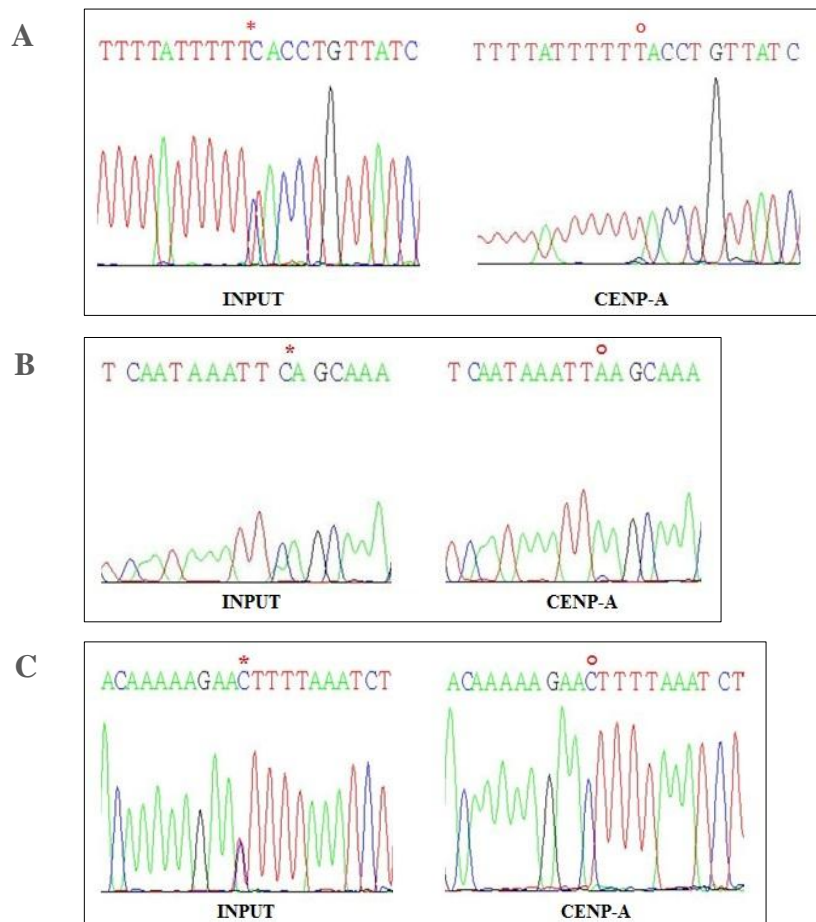 A
* o
TTTTATTTTTCACCTGTTATC TTTTATTTTTTACCTGTTATC
INPUT CENP-A
B
* o
TCAATAAATTCAGCAAA TCAATAAATTAAGCAAA
INPUT CENP-A
C
* o
ACAAAAAGAACTTTTAAATCT ACAAAAAGAACTTTTAAATCT
INPUT CENP-A